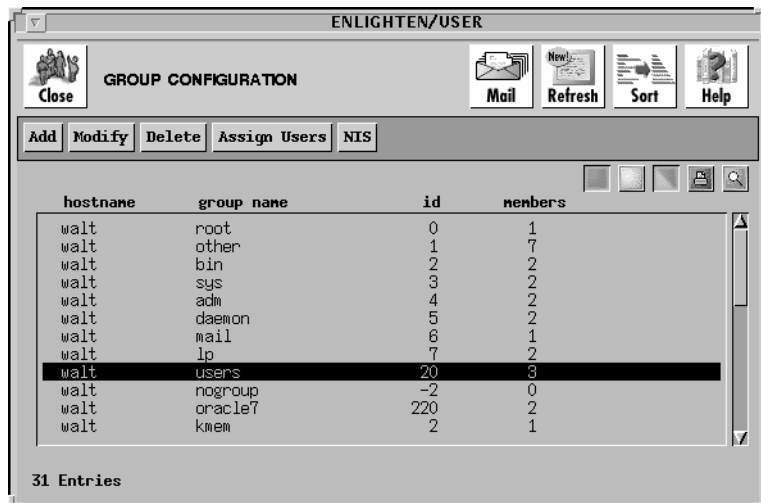 ENLIGHTEN/USER
Close
GROUP CONFIGURATION
Mail
New!
Refresh
Sort
Help
Add Modify Delete Assign Users NIS
hostname group name id members
walt root 0 1
walt other 1 7
walt bin 2 2
walt sys 3 2
walt adm 4 2
walt daemon 5 2
walt mail 6 1
walt lp 7 2
walt users 20 3
walt nogroup -2 0
walt oracle7 220 2
walt kmem 2 1
31 Entries